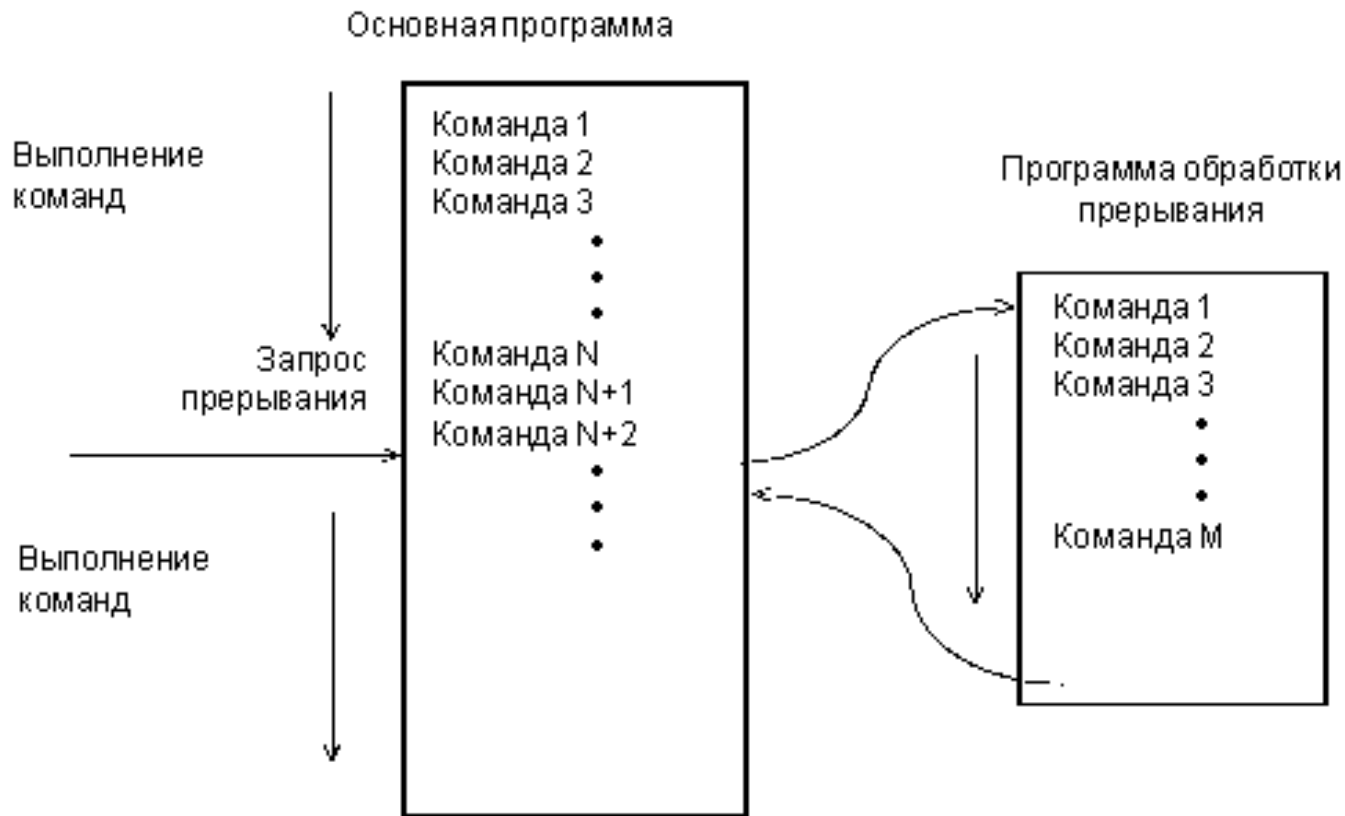 Основная программа
Выполнение
команд
Команда 1
Команда 2
Команда 3
Запрос
прерывания
Команда N
Команда N+1
Команда N+2
Выполнение
команд
Программа обработки
прерывания
Команда 1
Команда 2
Команда 3
Команда M